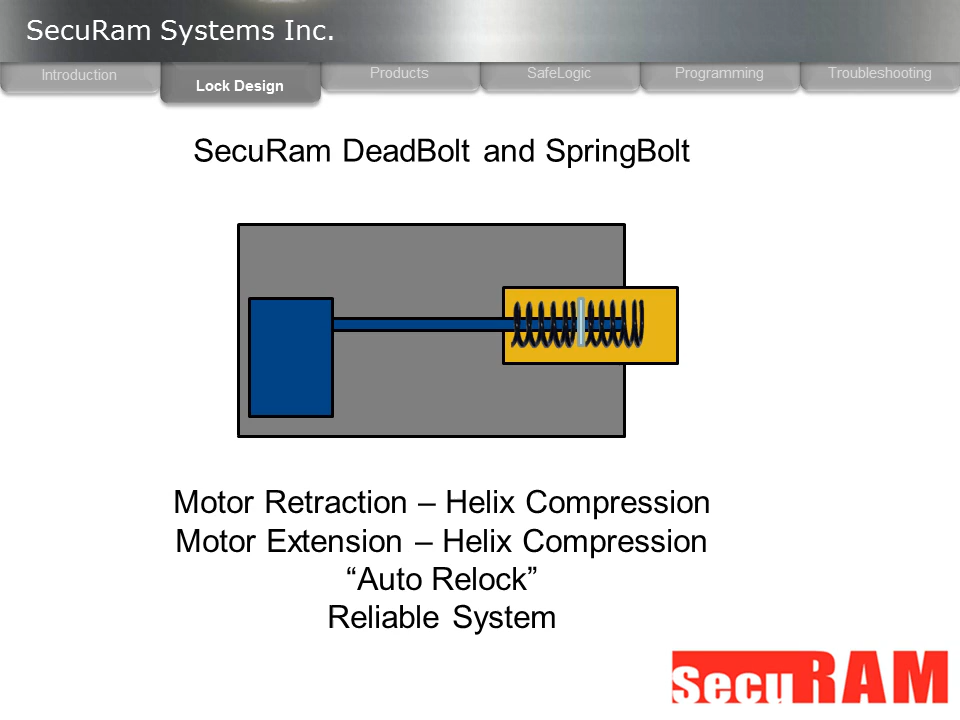 SecuRam Systems Inc.
Introduction
Lock Design
Products
SafeLogic
Programming
Troubleshooting
SecuRam DeadBolt and SpringBolt
Motor Retraction – Helix Compression
Motor Extension – Helix Compression
“Auto Relock”
Reliable System
SecuRAM